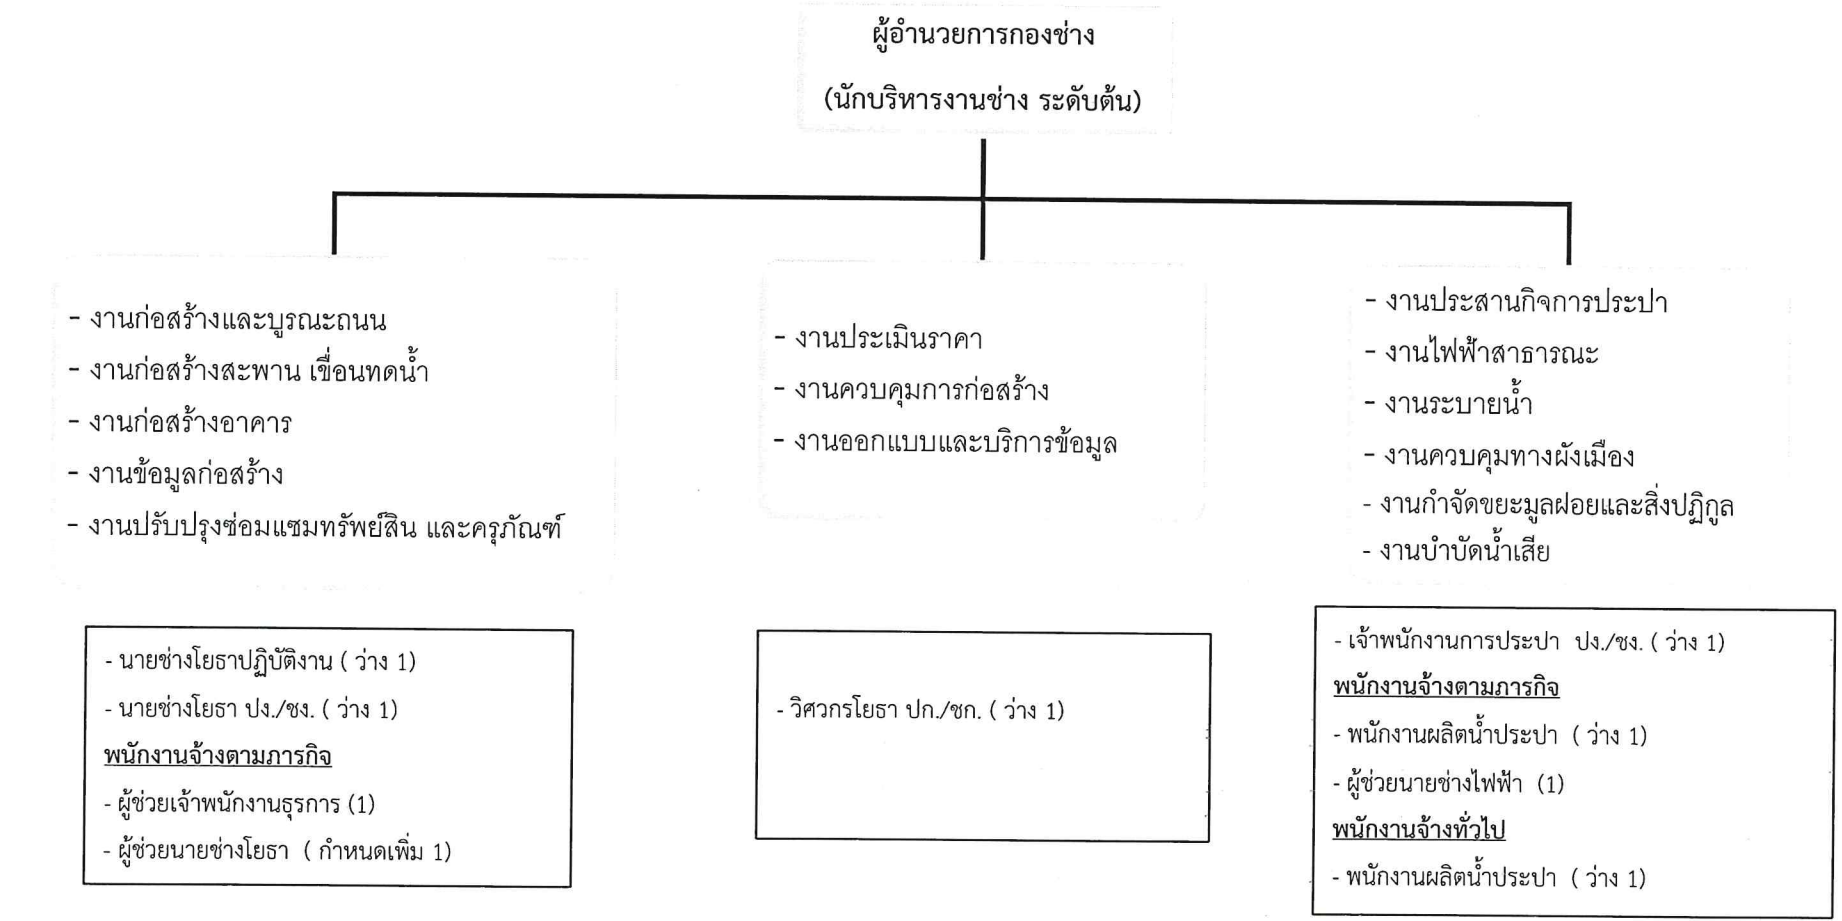 ผู้อำนวยการกองช่าง
(นักบริหารงานช่าง ระดับต้น)
- งานก่อสร้างและบูรณะถนน
- งานก่อสร้างสะพาน เขื่อนทดน้ำ
- งานก่อสร้างอาคาร
- งานข้อมูลก่อสร้าง
- งานปรับปรุงซ่อมแซมทรัพย์สิน และครุภัณฑ์
- งานประเมินราคา
- งานควบคุมการก่อสร้าง
- งานออกแบบและบริการข้อมูล
- งานประสานกิจการประปา
- งานไฟฟ้าสาธารณะ
- งานระบายน้ำ
- งานควบคุมทางผังเมือง
- งานกำจัดขยะมูลฝอยและสิ่งปฏิกูล
- งานบำบัดน้ำเสีย
- นายช่างโยธาปฏิบัติงาน ( ว่าง 1)
- นายช่างโยธา ปง./ชง. ( ว่าง 1)
พนักงานจ้างตามภารกิจ
- ผู้ช่วยเจ้าพนักงานธุรการ (1)
- ผู้ช่วยนายช่างโยธา ( กำหนดเพิ่ม 1)
- วิศวกรโยธา ปก./ชก. ( ว่าง 1)
- เจ้าพนักงานการประปา ปง./ชง. ( ว่าง 1)
พนักงานจ้างตามภารกิจ
- พนักงานผลิตน้ำประปา ( ว่าง 1)
- ผู้ช่วยนายช่างไฟฟ้า (1)
พนักงานจ้างทั่วไป
- พนักงานผลิตน้ำประปา ( ว่าง 1)